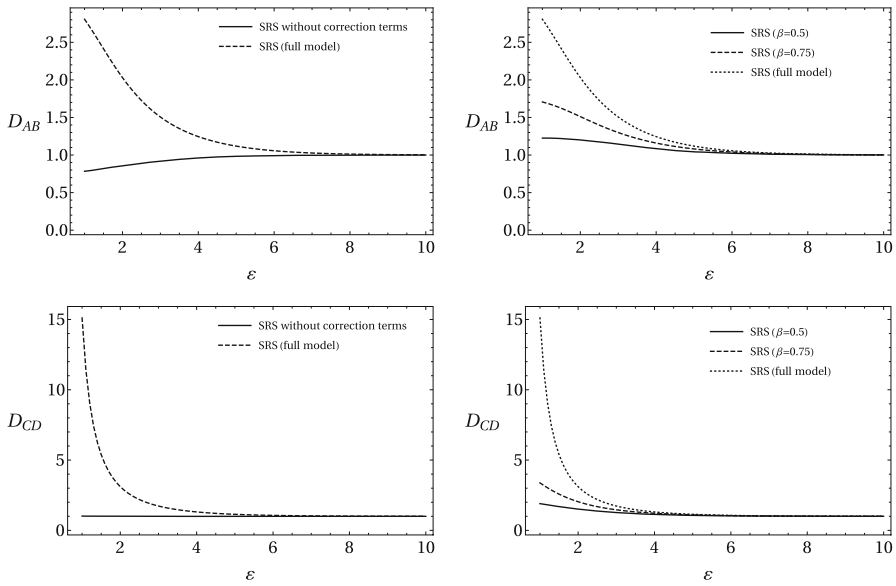 SRS without correction terms
SRS (full model)
2.5
2.0
1.5
1.0
0.5
0.0
D_AB
2 4 6 8 10
ε
SRS (β=0.5)
SRS (β=0.75)
SRS (full model)
2.5
2.0
1.5
1.0
0.5
0.0
D_AB
2 4 6 8 10
ε
SRS without correction terms
SRS (full model)
15
10
5
0
D_CD
2 4 6 8 10
ε
SRS (β=0.5)
SRS (β=0.75)
SRS (full model)
15
10
5
0
D_CD
2 4 6 8 10
ε